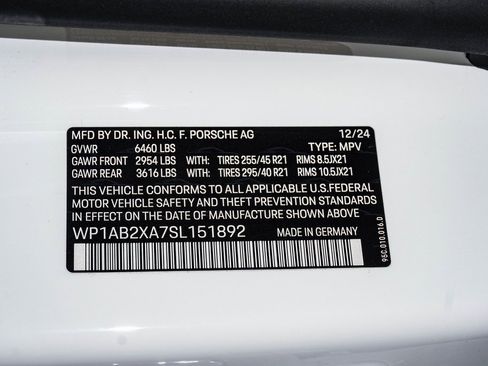 MFD BY DR. ING. H.C. F. PORSCHE AG 12/24
GVWR 6460 LBS TYPE: MPV
GAWR FRONT 2954 LBS WITH: TIRES 255/45 R21 RIMS 8.5JX21
GAWR REAR 3616 LBS WITH: TIRES 295/40 R21 RIMS 10.5JX21
THIS VEHICLE CONFORMS TO ALL APPLICABLE U.S.FEDERAL
MOTOR VEHICLE SAFETY AND THEFT PREVENTION STANDARDS
IN EFFECT ON THE DATE OF MANUFACTURE SHOWN ABOVE.
WP1AB2XA7SL151892 MADE IN GERMANY
95C.010.016.D